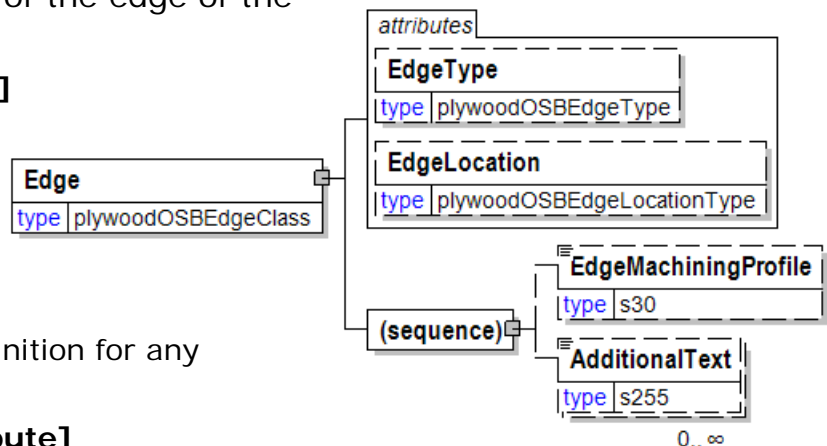 or the edge of the
]
nition for any
bute]
attributes
EdgeType
type plywoodOSBEdgeType
EdgeLocation
type plywoodOSBEdgeLocationType
Edge
type plywoodOSBEdgeClass
(sequence)
EdgeMachiningProfile
type s30
AdditionalText
type s255
0..∞